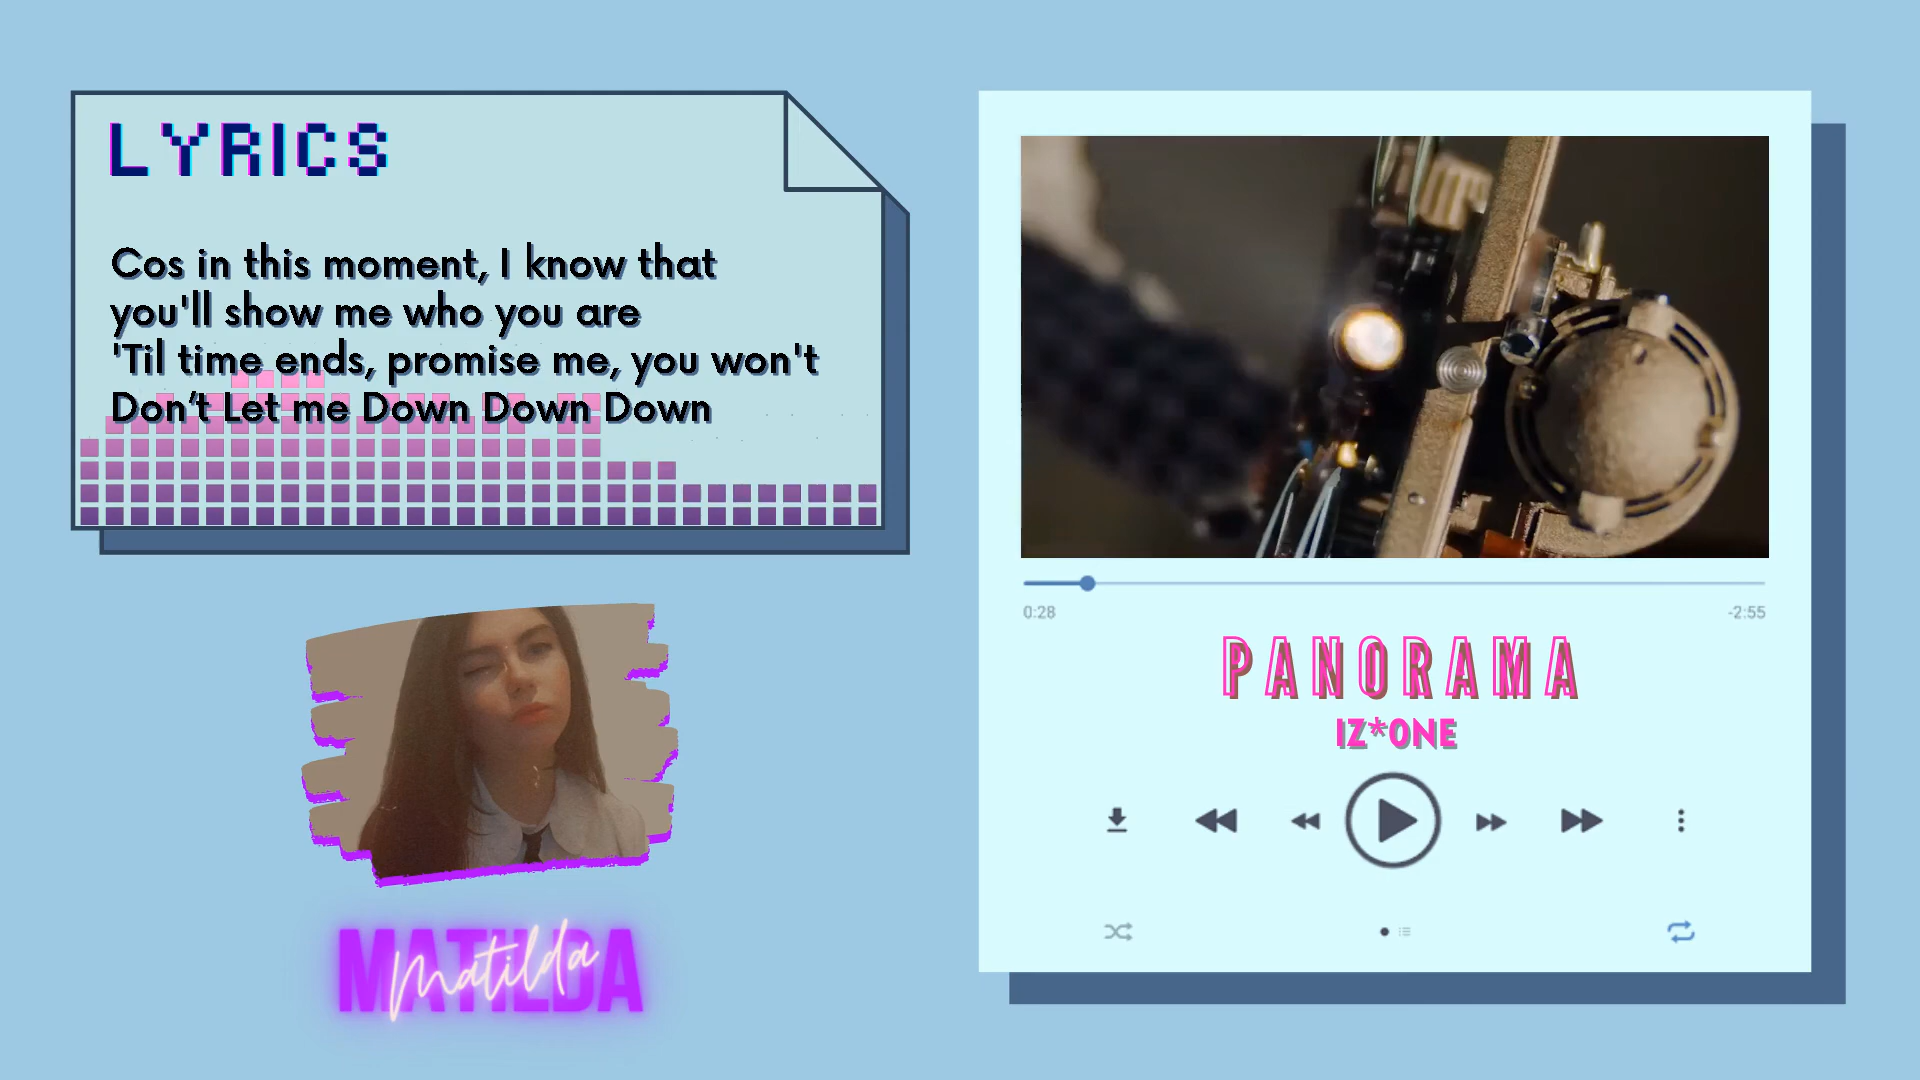 LYRICS
Cos in this moment, I know that
you'll show me who you are
'Til time ends, promise me, you won't
Don't Let me Down Down Down
0:28
-2:55
PANORAMA
IZ*ONE
MATILDA
Matilda